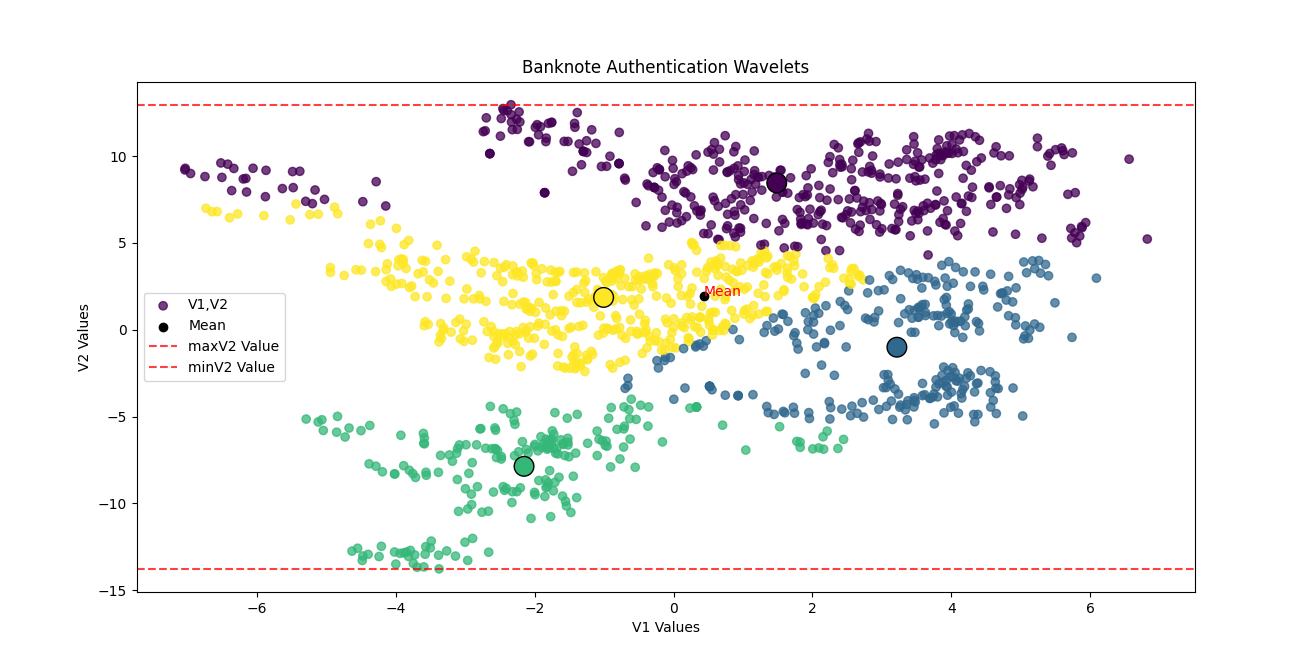 Banknote Authentication Wavelets
V2 Values
10
5
0
−5
−10
−15
Mean
V1,V2
Mean
maxV2 Value
minV2 Value
−6 −4 −2 0 2 4 6
V1 Values